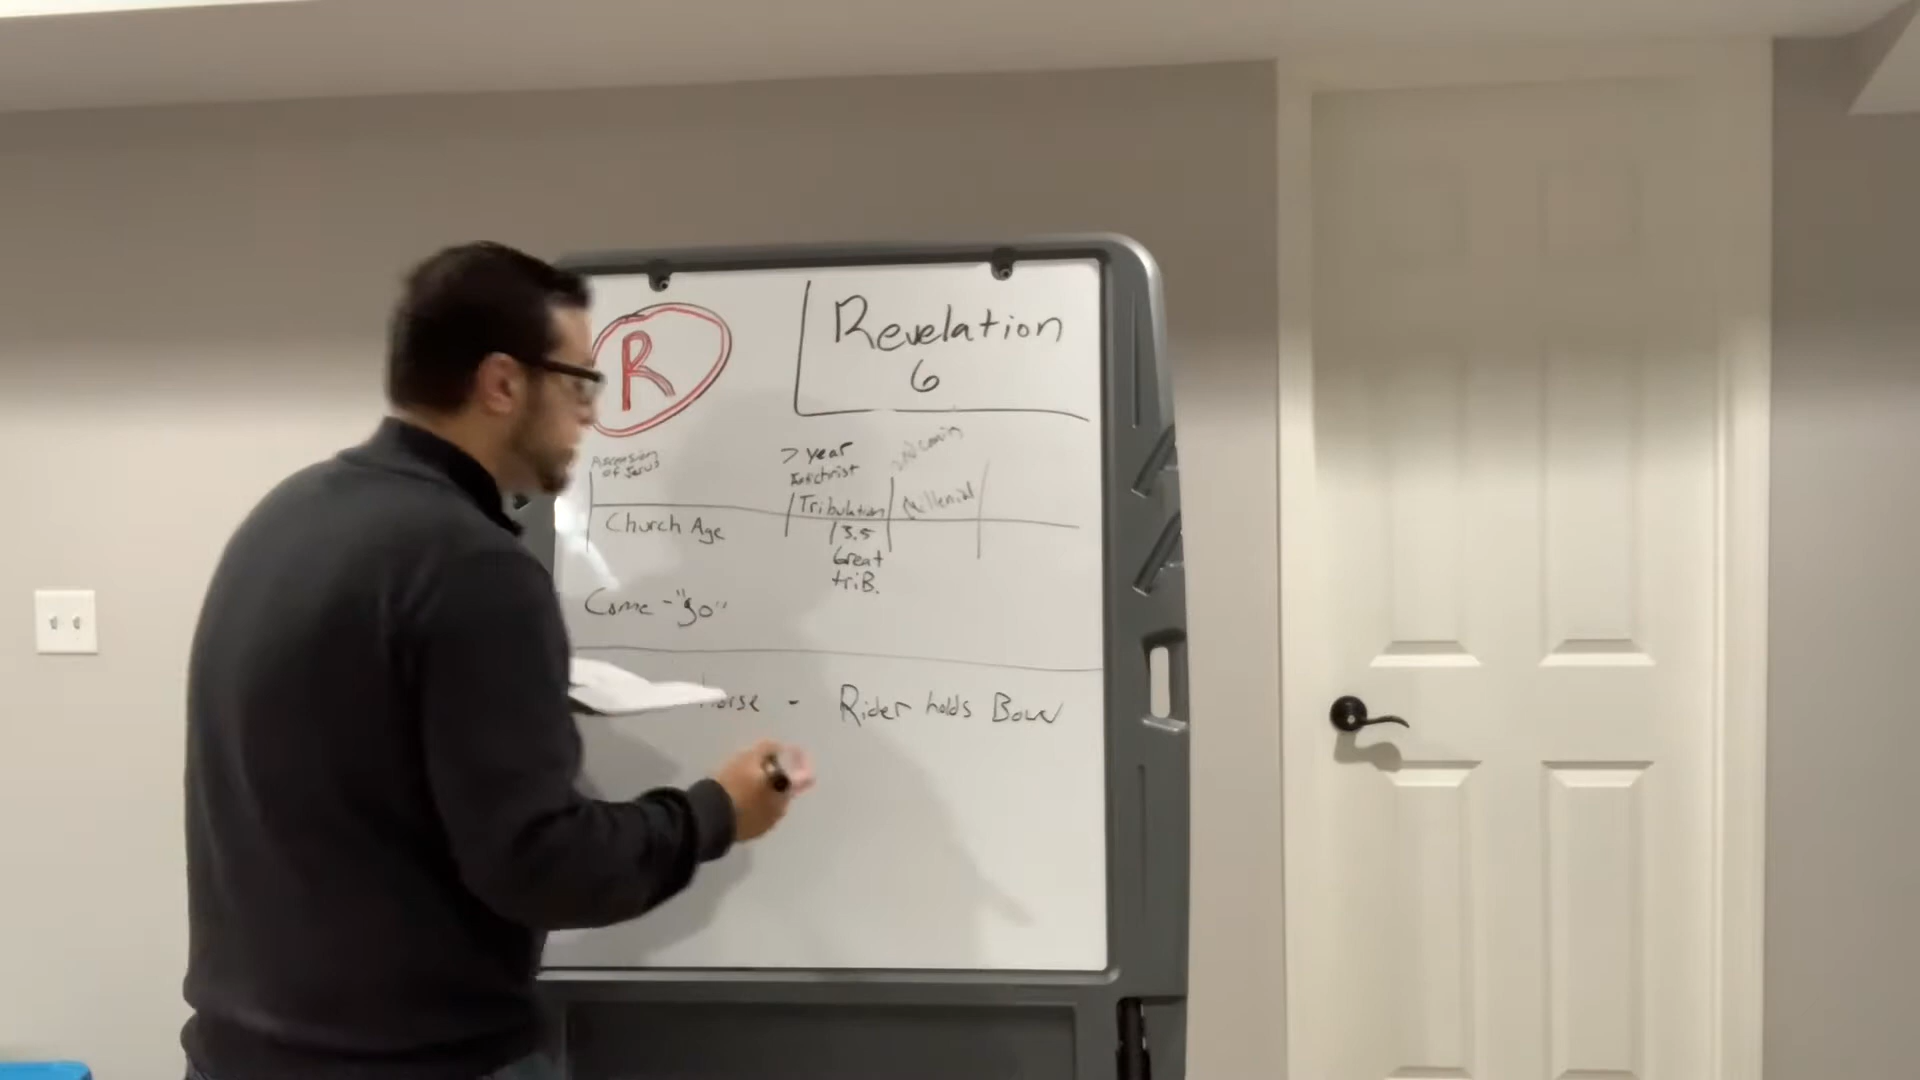 R
Revelation
6
Ascension
of Jesus
7 year
Antichrist
2nd coming
Tribulation
Millenial
Church Age
3.5
Great
triB.
Come - "go"
Horse - Rider holds Bow